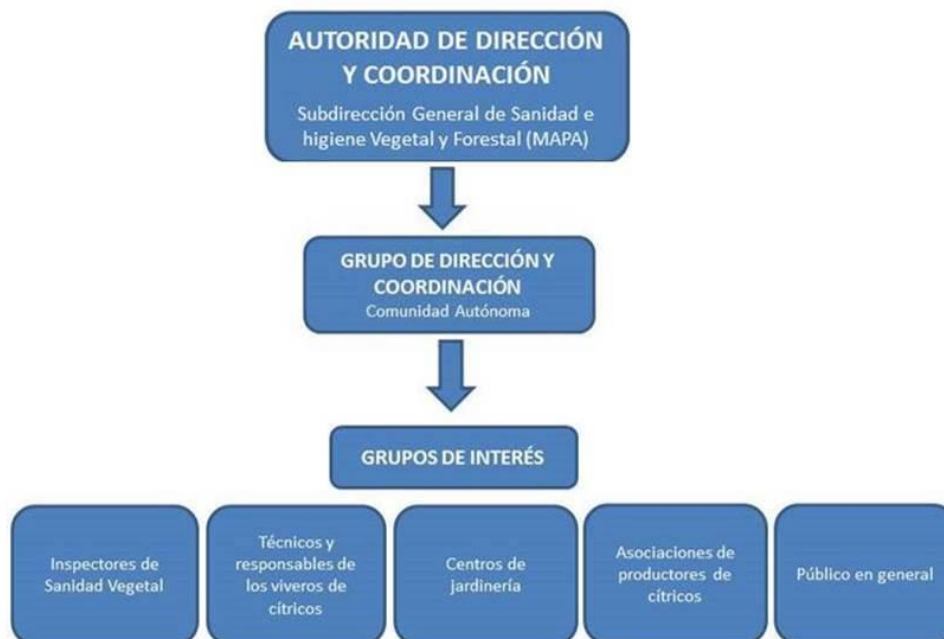 AUTORIDAD DE DIRECCIÓN
Y COORDINACIÓN
Subdirección General de Sanidad e
higiene Vegetal y Forestal (MAPA)
GRUPO DE DIRECCIÓN Y
COORDINACIÓN
Comunidad Autónoma
GRUPOS DE INTERÉS
Inspectores de
Sanidad Vegetal
Técnicos y
responsables de
los viveros de
cítricos
Centros de
jardinería
Asociaciones de
productores de
cítricos
Público en general